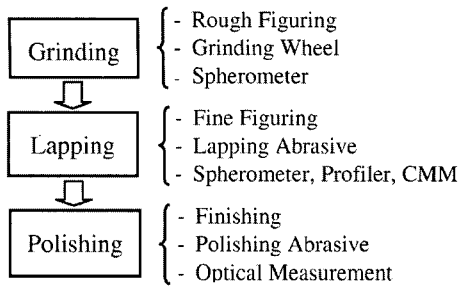 Grinding
- Rough Figuring
- Grinding Wheel
- Spherometer
Lapping
- Fine Figuring
- Lapping Abrasive
- Spherometer, Profiler, CMM
Polishing
- Finishing
- Polishing Abrasive
- Optical Measurement